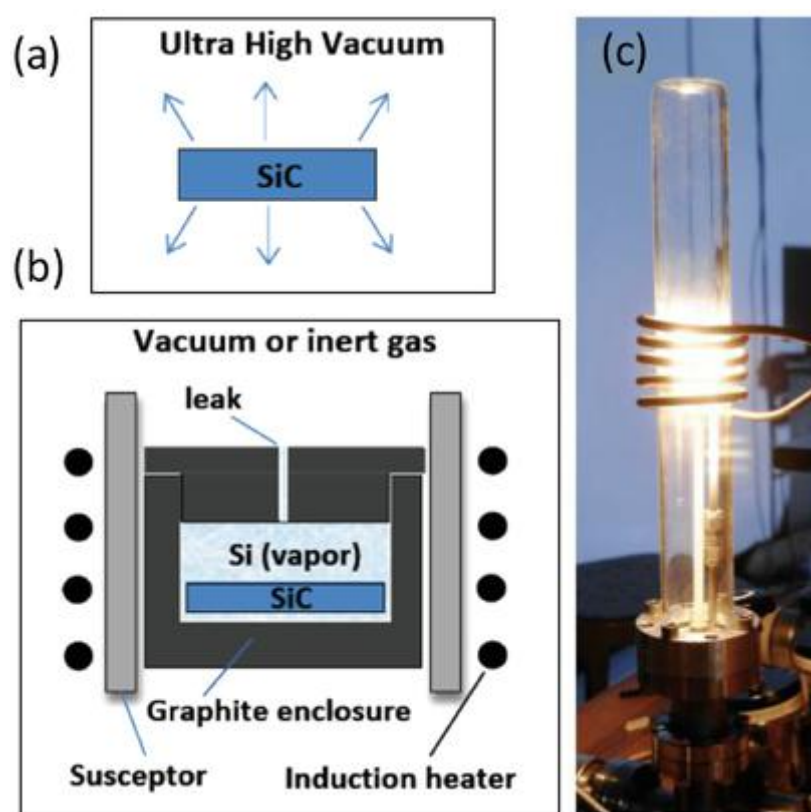 (a)
Ultra High Vacuum
SiC
(b)
Vacuum or inert gas
leak
Si (vapor)
SiC
Graphite enclosure
Susceptor
Induction heater
(c)